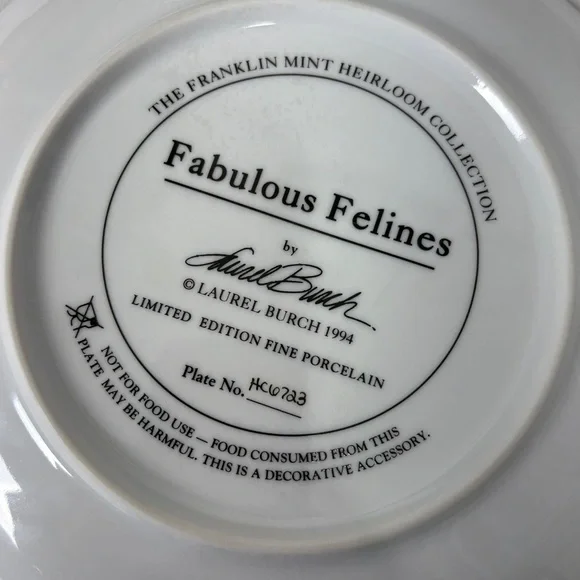 THE FRANKLIN MINT HEIRLOOM COLLECTION
Fabulous Felines
by
Laurel Burch.
© LAUREL BURCH 1994
LIMITED EDITION FINE PORCELAIN
Plate No. HC6723
NOT FOR FOOD USE — FOOD CONSUMED FROM THIS
PLATE MAY BE HARMFUL. THIS IS A DECORATIVE ACCESSORY.